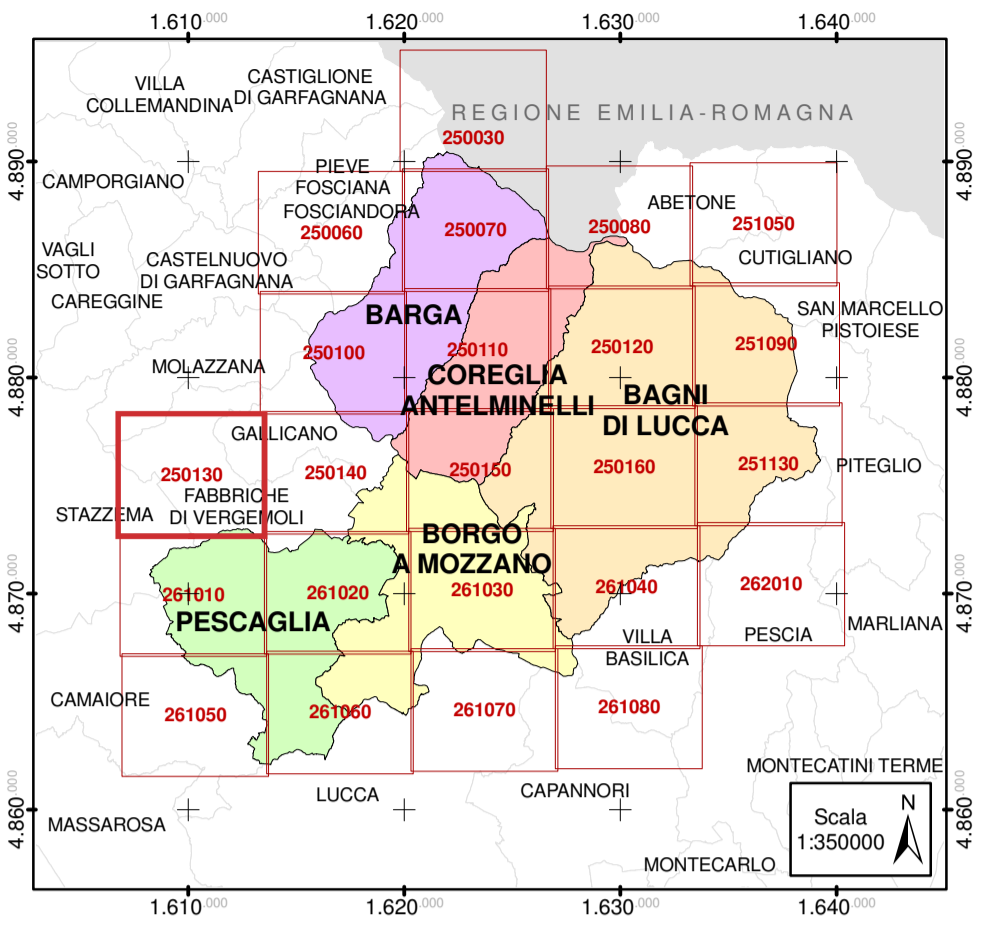 1.610.000 1.620.000 1.630.000 1.640.000
CASTIGLIONE
VILLA
DI GARFAGNANA
COLLEMANDINA
REGIONE EMILIA-ROMAGNA
250030
4.890.000
4.890.000
PIEVE
FOSCIANA
CAMPORGIANO
ABETONE
FOSCIANDORA
250060
250070
250080
251050
VAGLI
SOTTO
CASTELNUOVO
DI GARFAGNANA
CUTIGLIANO
CAREGGINE
SAN MARCELLO
PISTOIESE
BARGA
250100
250110
250120
251090
MOLAZZANA
4.880.000
4.880.000
COREGLIA
ANTELMINELLI
BAGNI
DI LUCCA
GALLICANO
250130
250140
250150
250160
251130
PITEGLIO
FABBRICHE
DI VERGEMOLI
STAZZEMA
BORGO
A MOZZANO
4.870.000
4.870.000
261010
261020
261030
261040
262010
PESCAGLIA
VILLA
BASILICA
PESCIA
MARLIANA
CAMAIORE
261050
261060
261070
261080
MONTECATINI TERME
LUCCA
CAPANNORI
4.860.000
4.860.000
MASSAROSA
Scala
1:350000
N
MONTECARLO
1.610.000 1.620.000 1.630.000 1.640.000